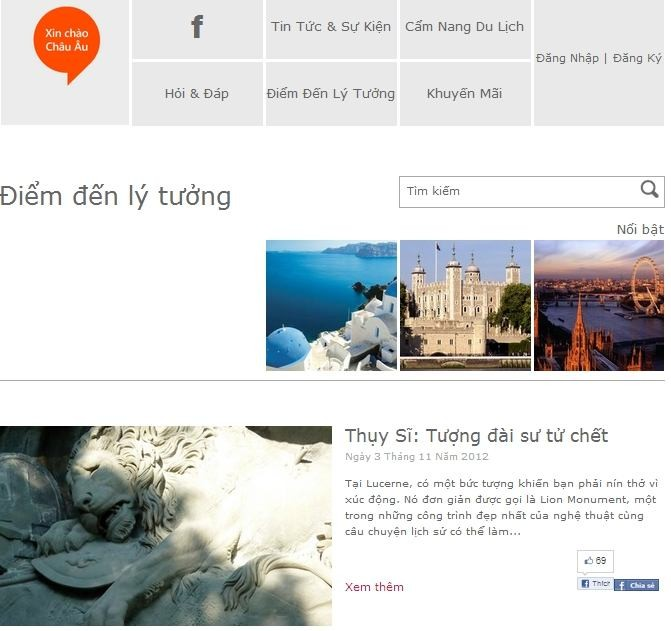 Xin chào
Châu Âu
f
Tin Tức & Sự Kiện
Cẩm Nang Du Lịch
Đăng Nhập | Đăng Ký
Hỏi & Đáp
Điểm Đến Lý Tưởng
Khuyến Mãi
Điểm đến lý tưởng
Tìm kiếm
Nổi bật
Thụy Sĩ: Tượng đài sư tử chết
Ngày 3 Tháng 11 Năm 2012
Tại Lucerne, có một bức tượng khiến bạn phải nín thở vì
xúc động. Nó đơn giản được gọi là Lion Monument, một
trong những công trình đẹp nhất của nghệ thuật cùng
câu chuyện lịch sử có thể làm...
69
Thích
Chia sẻ
Xem thêm